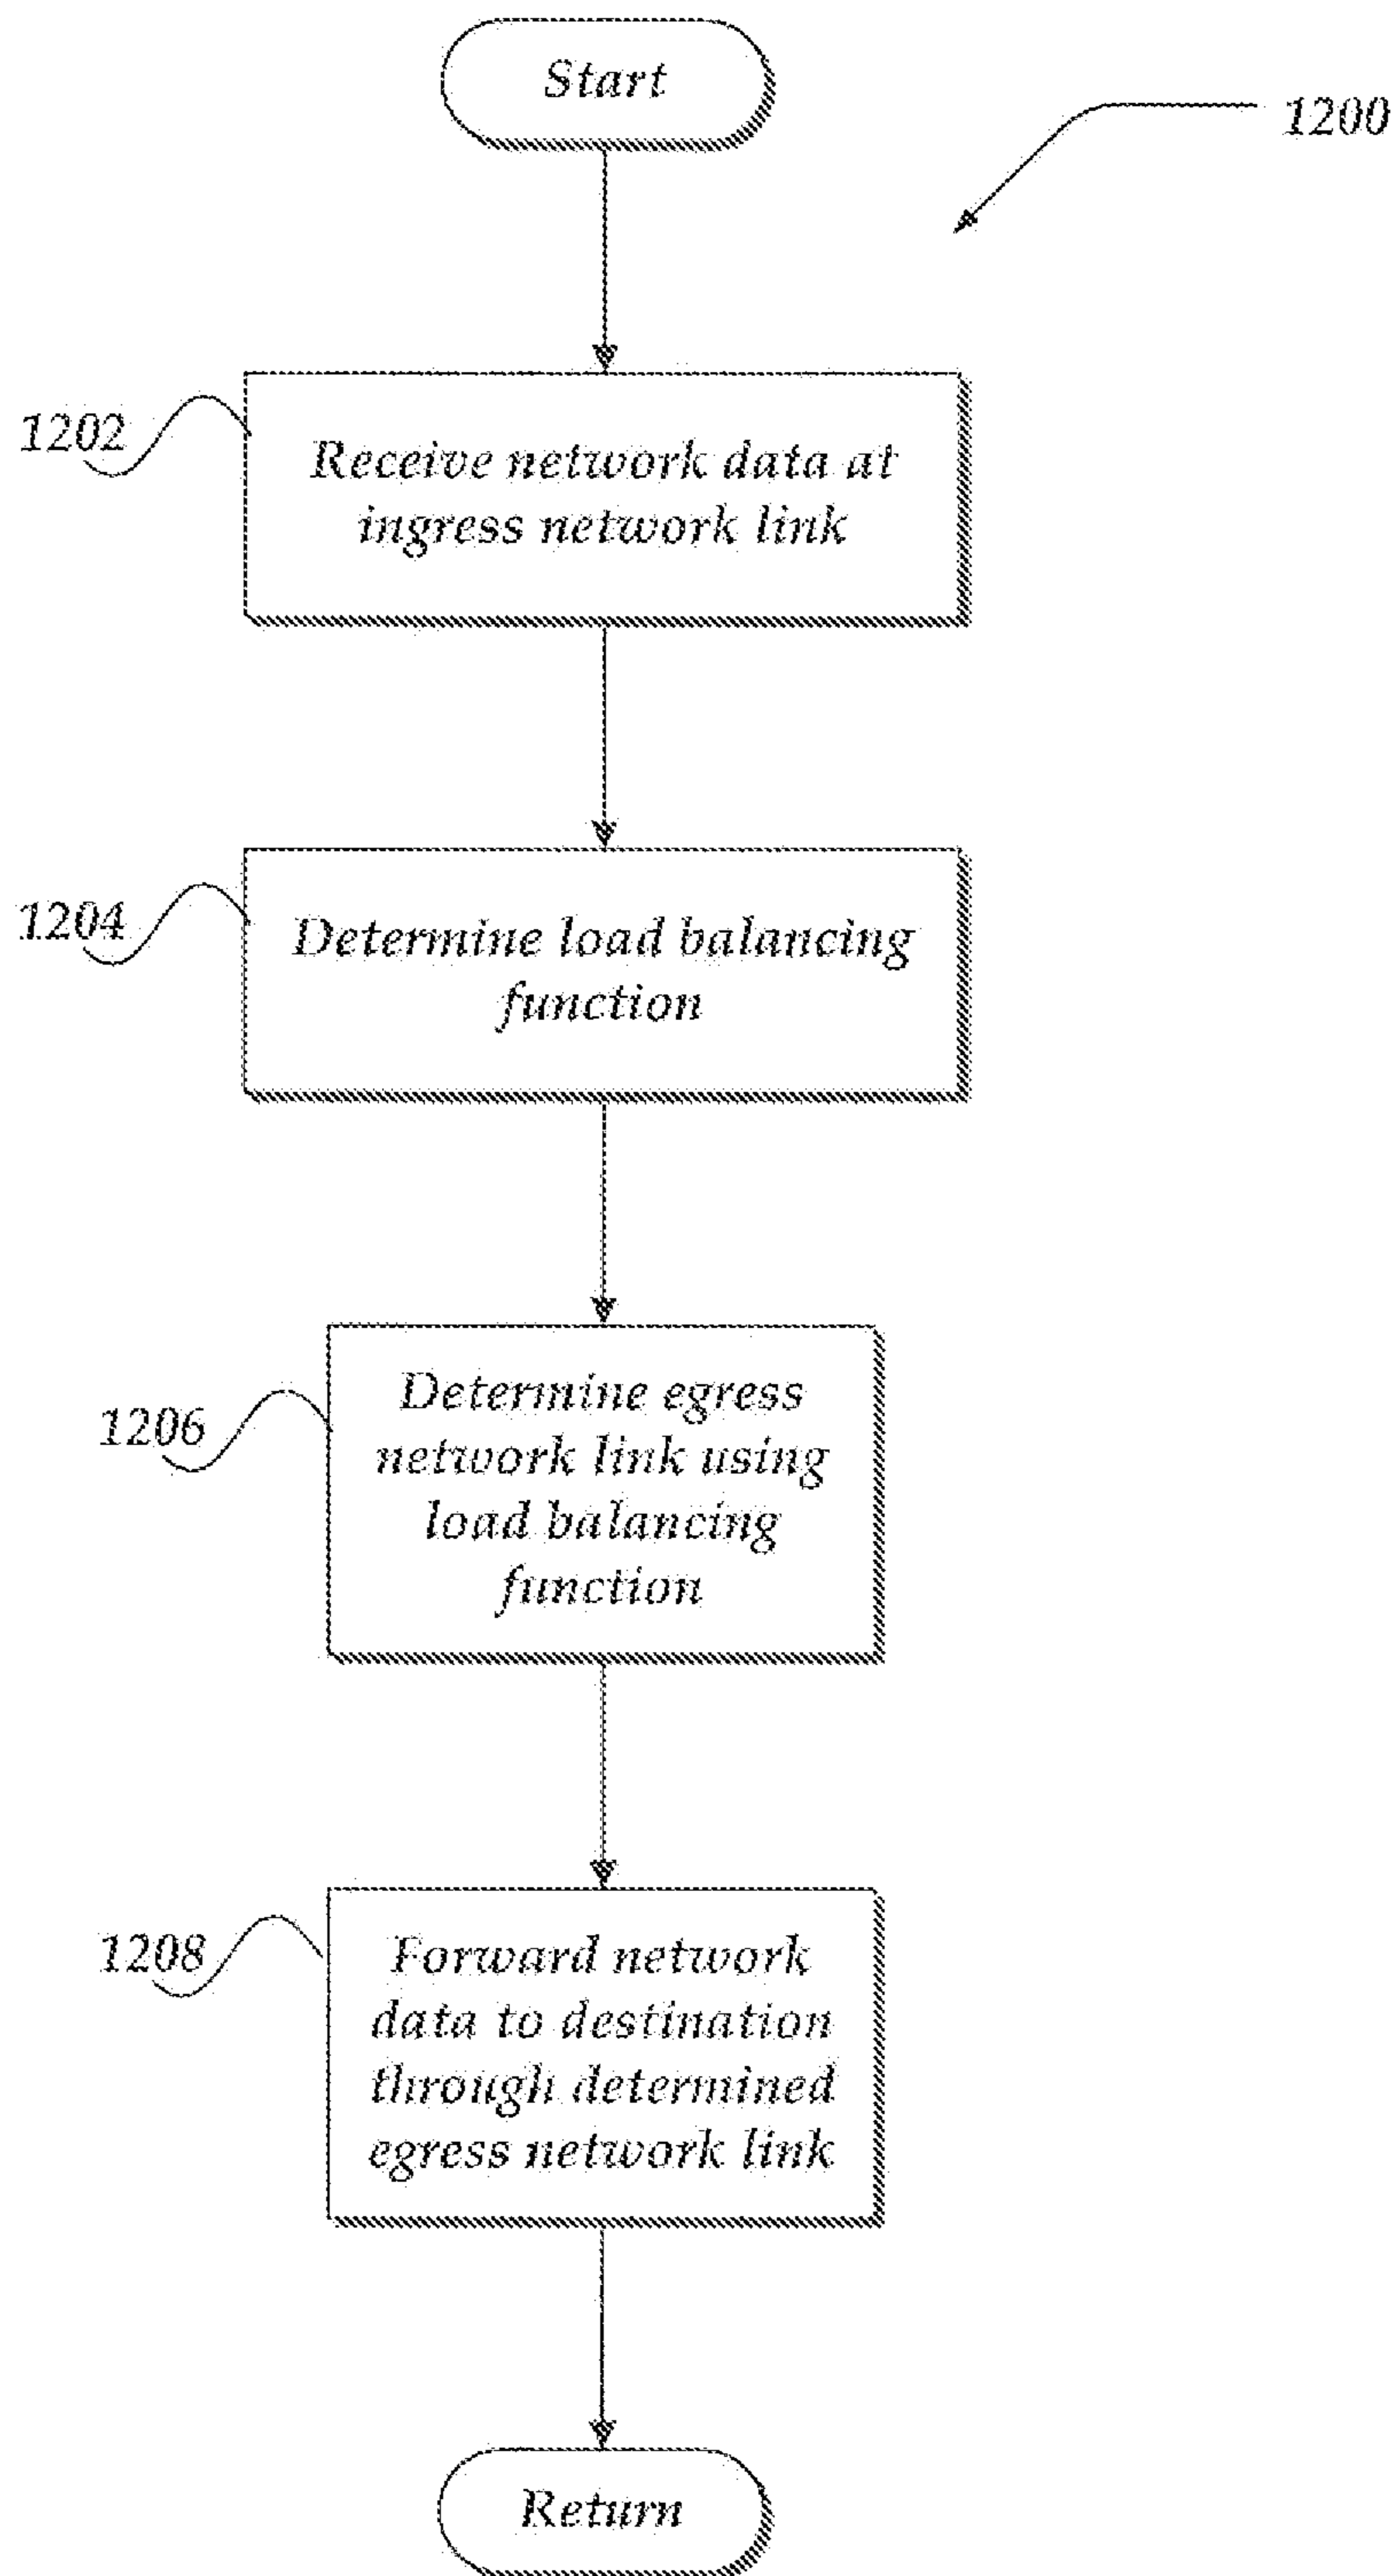 Start
1200
1202
Receive network data at
ingress network link
1204
Determine load balancing
function
1206
Determine egress
network link using
load balancing
function
1208
Forward network
data to destination
through determined
egress network link
Return